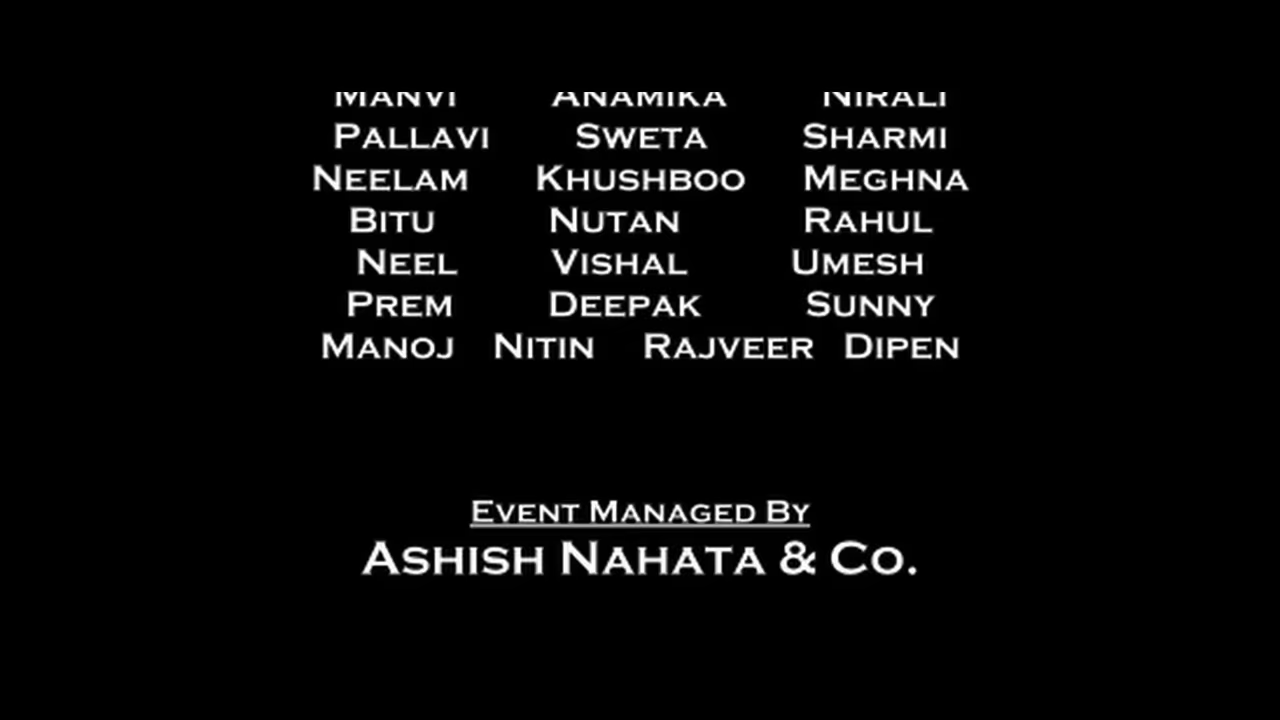 MANVI ANAMIKA NIRALI
PALLAVI SWETA SHARMI
NEELAM KHUSHBOO MEGHNA
BITU NUTAN RAHUL
NEEL VISHAL UMESH
PREM DEEPAK SUNNY
MANOJ NITIN RAJVEER DIPEN
EVENT MANAGED BY
ASHISH NAHATA & CO.